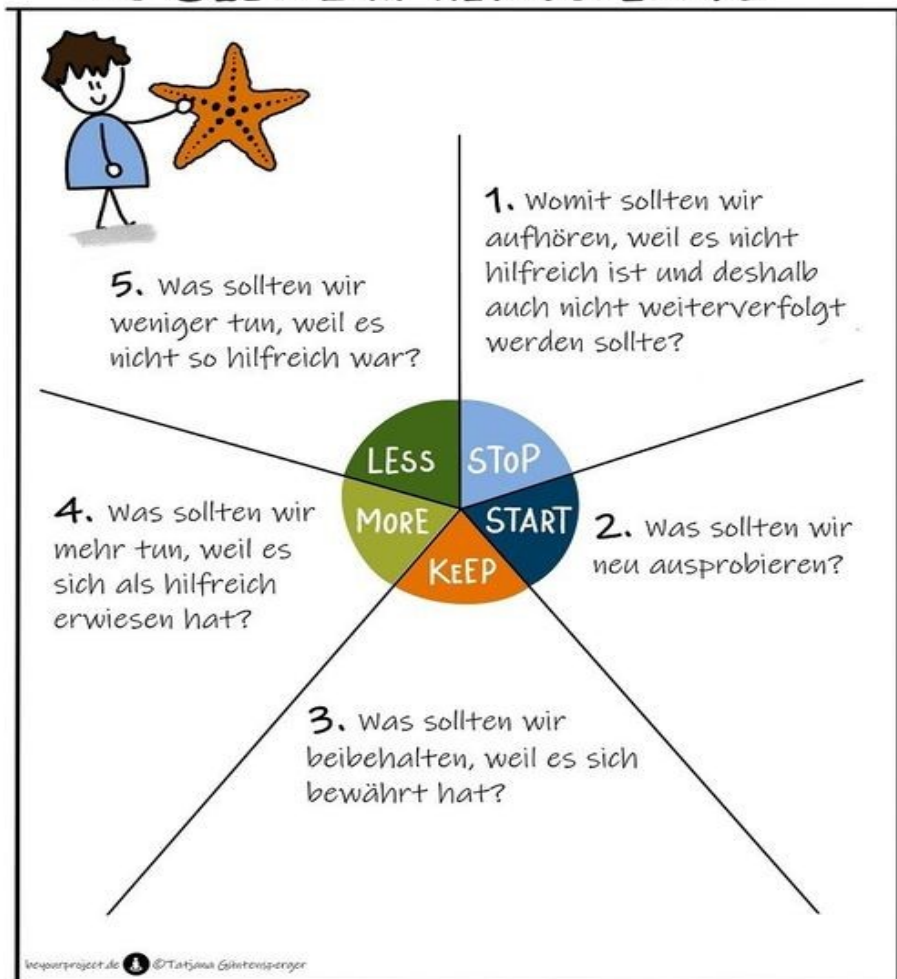 1. Womit sollten wir
aufhören, weil es nicht
hilfreich ist und deshalb
auch nicht weiterverfolgt
werden sollte?
5. Was sollten wir
weniger tun, weil es
nicht so hilfreich war?
LESS
STOP
MORE
START
KEEP
4. Was sollten wir
mehr tun, weil es
sich als hilfreich
erwiesen hat?
2. Was sollten wir
neu ausprobieren?
3. Was sollten wir
beibehalten, weil es sich
bewährt hat?
beyourproject.de ©Tatjana Güntensperger